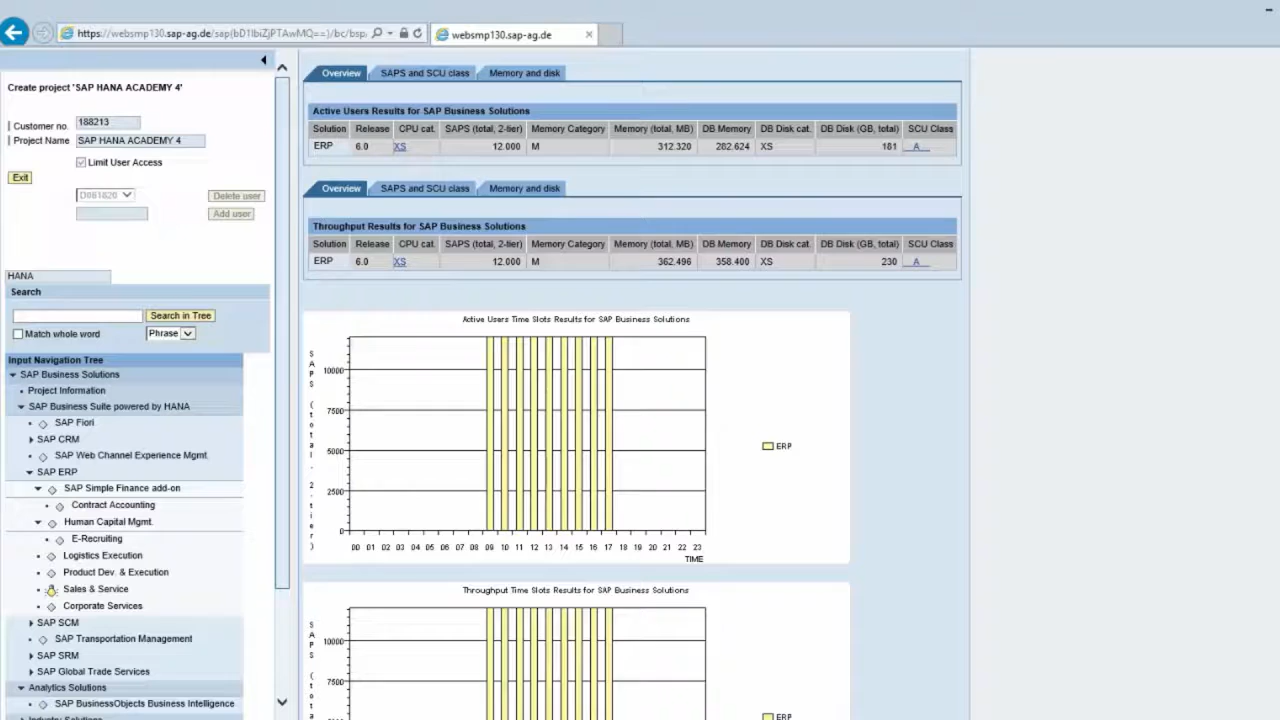 https://websmp130.sap-ag.de/sap(bD1lbiZjPTAwMQ==)/bc/bsp
websmp130.sap-ag.de
Create project 'SAP HANA ACADEMY 4'
Customer no. 188213
Project Name SAP HANA ACADEMY 4
Limit User Access
Exit
D061820 Delete user
Add user
HANA
Search
Search in Tree
Match whole word Phrase
Input Navigation Tree
SAP Business Solutions
Project Information
SAP Business Suite powered by HANA
SAP Fiori
SAP CRM
SAP Web Channel Experience Mgmt.
SAP ERP
SAP Simple Finance add-on
Contract Accounting
Human Capital Mgmt.
E-Recruiting
Logistics Execution
Product Dev. & Execution
Sales & Service
Corporate Services
SAP SCM
SAP Transportation Management
SAP SRM
SAP Global Trade Services
Analytics Solutions
SAP BusinessObjects Business Intelligence
Industry Solutions
Overview SAPS and SCU class Memory and disk
Active Users Results for SAP Business Solutions
Solution Release CPU cat. SAPS (total, 2-tier) Memory Category Memory (total, MB) DB Memory DB Disk cat. DB Disk (GB, total) SCU Class
ERP 6.0 XS 12.000 M 312.320 282.624 XS 181 A
Overview SAPS and SCU class Memory and disk
Throughput Results for SAP Business Solutions
Solution Release CPU cat. SAPS (total, 2-tier) Memory Category Memory (total, MB) DB Memory DB Disk cat. DB Disk (GB, total) SCU Class
ERP 6.0 XS 12.000 M 362.496 358.400 XS 230 A
Active Users Time Slots Results for SAP Business Solutions
SAPS (total, 2-tier)
10000
7500
5000
2500
0
00 01 02 03 04 05 06 07 08 09 10 11 12 13 14 15 16 17 18 19 20 21 22 23
TIME
ERP
Throughput Time Slots Results for SAP Business Solutions
SAPS (tota
10000
7500
ERP